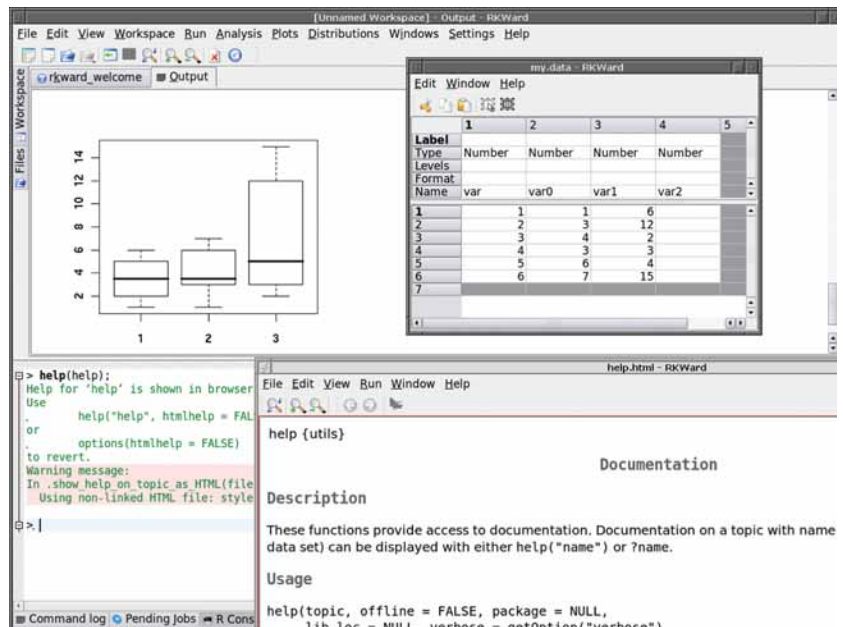 [Unnamed Workspace] - Output - RKWard
File Edit View Workspace Run Analysis Plots Distributions Windows Settings Help
rkward_welcome Output
Workspace
Files
14
12
10
8
6
4
2
1 2 3
my.data - RKWard
Edit Window Help
1 2 3 4 5
Label
Type Number Number Number Number
Levels
Format
Name var var0 var1 var2
1 1 1 6
2 2 3 12
3 3 4 2
4 4 3 3
5 5 6 4
6 6 7 15
7
> help(help);
Help for 'help' is shown in browser
Use
. help("help", htmlhelp = FAL
or
. options(htmlhelp = FALSE)
to revert.
Warning message:
In .show_help_on_topic_as_HTML(file
Using non-linked HTML file: style
>
Command log Pending Jobs R Cons
help.html - RKWard
File Edit View Run Window Help
help {utils}
Documentation
Description
These functions provide access to documentation. Documentation on a topic with name
data set) can be displayed with either help("name") or ?name.
Usage
help(topic, offline = FALSE, package = NULL,
lib.loc = NULL, verbose = getOption("verbose")